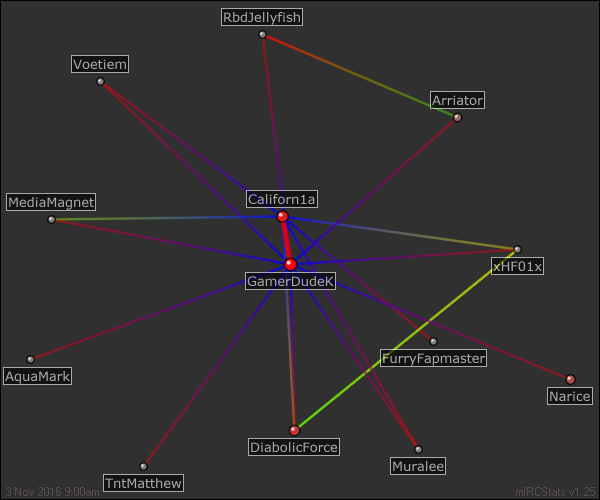 RbdJellyfish
Voetiem
Arriator
Californ1a
MediaMagnet
xHF01x
GamerDudeK
FurryFapmaster
AquaMark
Narice
DiabolicForce
Muralee
TntMatthew
3 Nov 2016 9:00am
mIRCStats v1.25